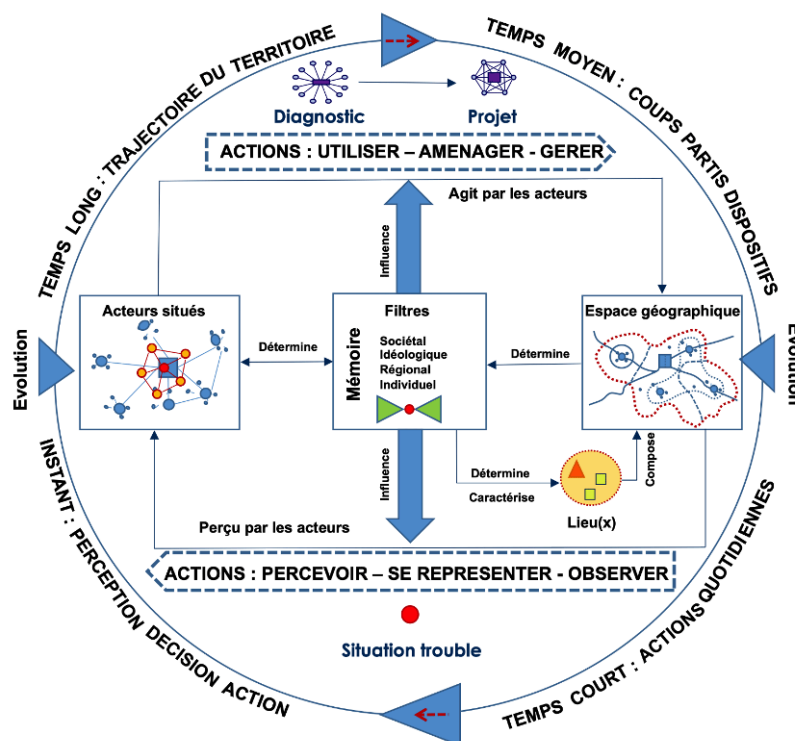 TEMPS LONG : TRAJECTOIRE DU TERRITOIRE
TEMPS MOYEN : COUPS PARTIS DISPOSITIFS
Diagnostic
Projet
ACTIONS : UTILISER – AMENAGER - GERER
Agit par les acteurs
Influence
Acteurs situés
Filtres
Espace géographique
Mémoire
Sociétal
Idéologique
Régional
Individuel
Détermine
Détermine
Evolution
Evolution
Détermine
Caractérise
Compose
Lieu(x)
Influence
Perçu par les acteurs
ACTIONS : PERCEVOIR – SE REPRESENTER - OBSERVER
Situation trouble
INSTANT : PERCEPTION DECISION ACTION
TEMPS COURT : ACTIONS QUOTIDIENNES